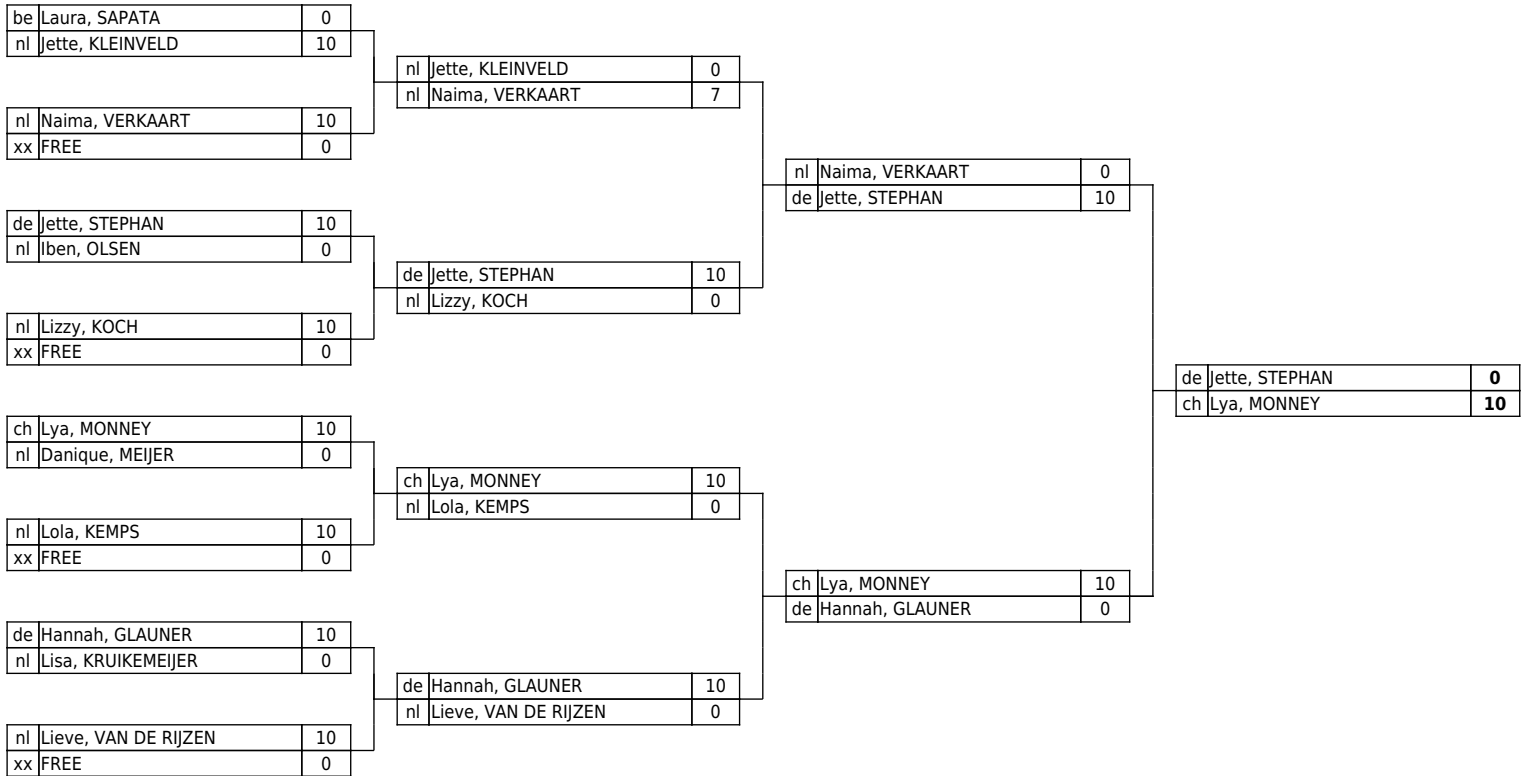 be Laura, SAPATA 0
nl Jette, KLEINVELD 10
nl Naima, VERKAART 10
xx FREE 0
de Jette, STEPHAN 10
nl Iben, OLSEN 0
nl Lizzy, KOCH 10
xx FREE 0
ch Lya, MONNEY 10
nl Danique, MEIJER 0
nl Lola, KEMPS 10
xx FREE 0
de Hannah, GLAUNER 10
nl Lisa, KRUIKEMEIJER 0
nl Lieve, VAN DE RIJZEN 10
xx FREE 0
nl Jette, KLEINVELD 0
nl Naima, VERKAART 7
de Jette, STEPHAN 10
nl Lizzy, KOCH 0
ch Lya, MONNEY 10
nl Lola, KEMPS 0
de Hannah, GLAUNER 10
nl Lieve, VAN DE RIJZEN 0
nl Naima, VERKAART 0
de Jette, STEPHAN 10
ch Lya, MONNEY 10
de Hannah, GLAUNER 0
de Jette, STEPHAN 0
ch Lya, MONNEY 10